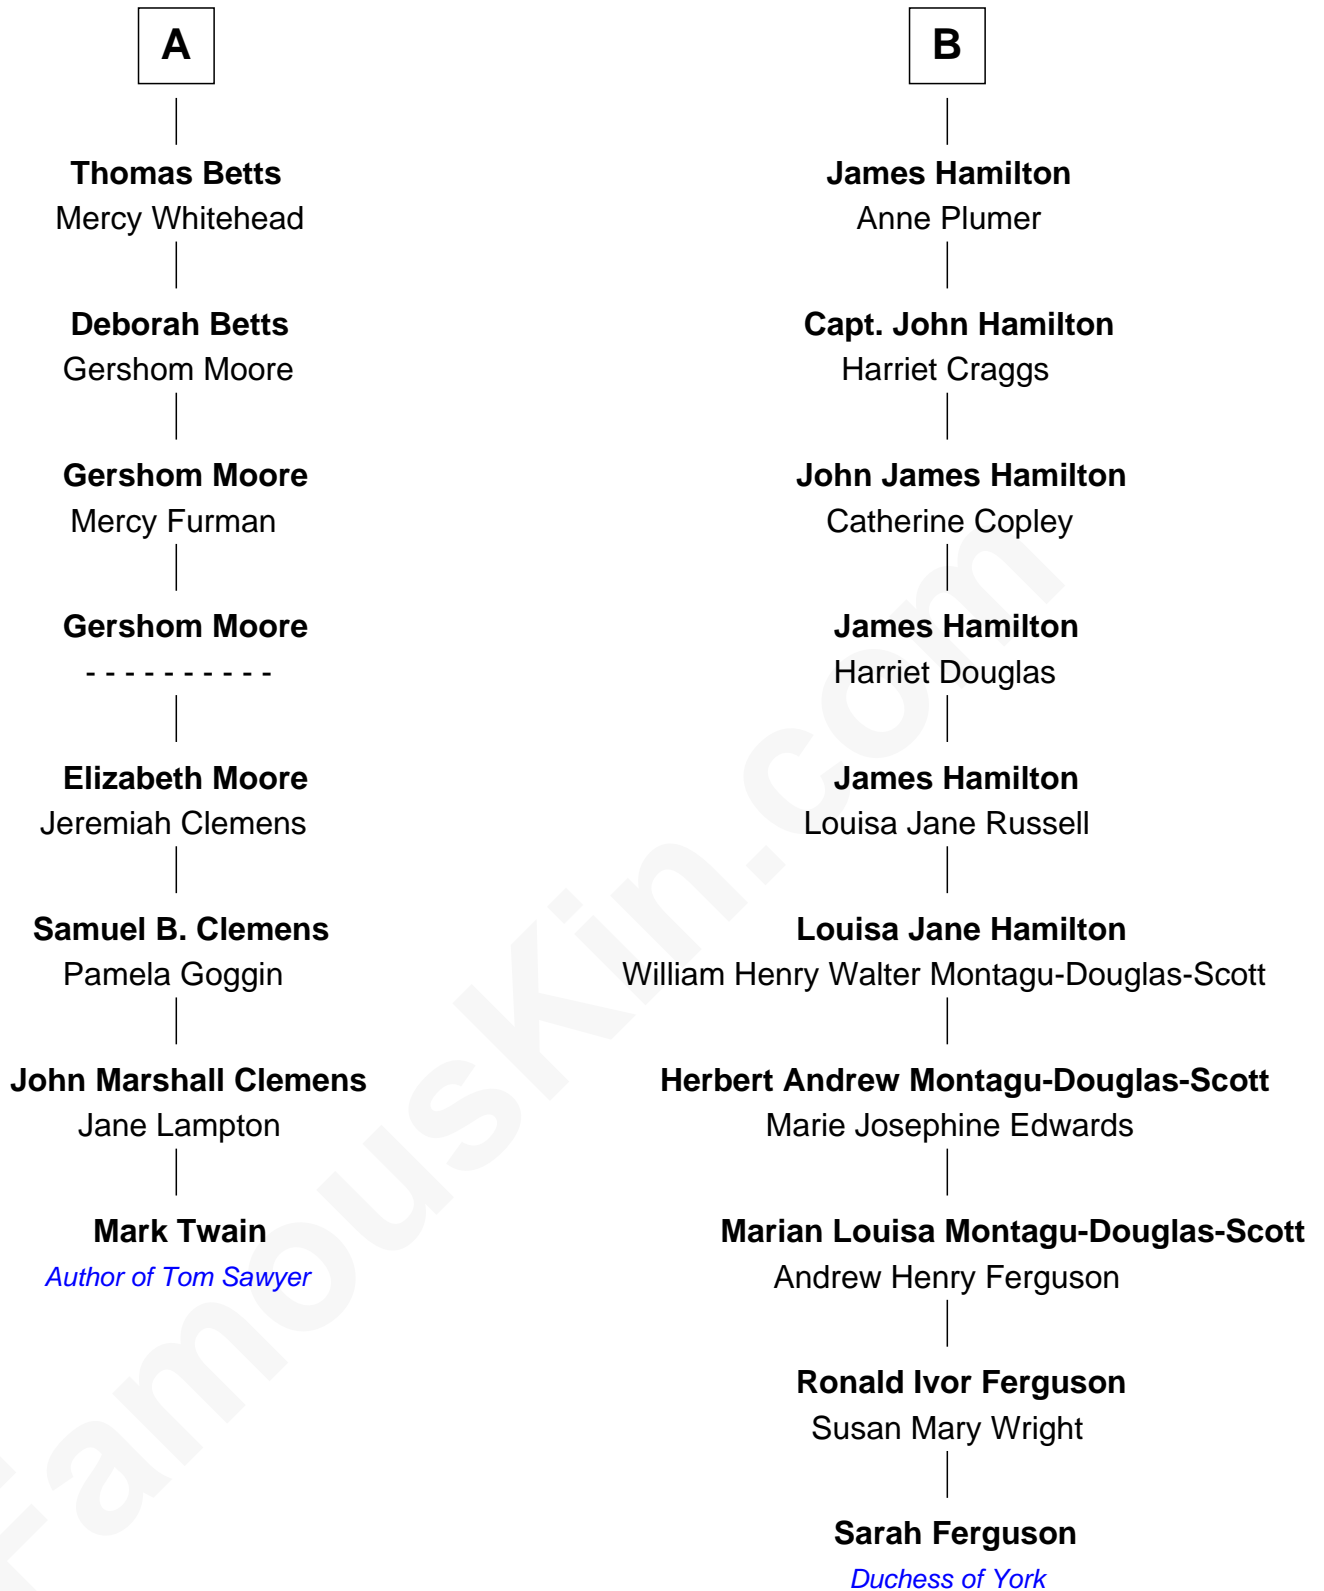 A
Thomas Betts
Mercy Whitehead
Deborah Betts
Gershom Moore
Gershom Moore
Mercy Furman
Gershom Moore
- - - - - - - - - -
Elizabeth Moore
Jeremiah Clemens
Samuel B. Clemens
Pamela Goggin
John Marshall Clemens
Jane Lampton
Mark Twain
Author of Tom Sawyer
B
James Hamilton
Anne Plumer
Capt. John Hamilton
Harriet Craggs
John James Hamilton
Catherine Copley
James Hamilton
Harriet Douglas
James Hamilton
Louisa Jane Russell
Louisa Jane Hamilton
William Henry Walter Montagu-Douglas-Scott
Herbert Andrew Montagu-Douglas-Scott
Marie Josephine Edwards
Marian Louisa Montagu-Douglas-Scott
Andrew Henry Ferguson
Ronald Ivor Ferguson
Susan Mary Wright
Sarah Ferguson
Duchess of York
FamousKin.com